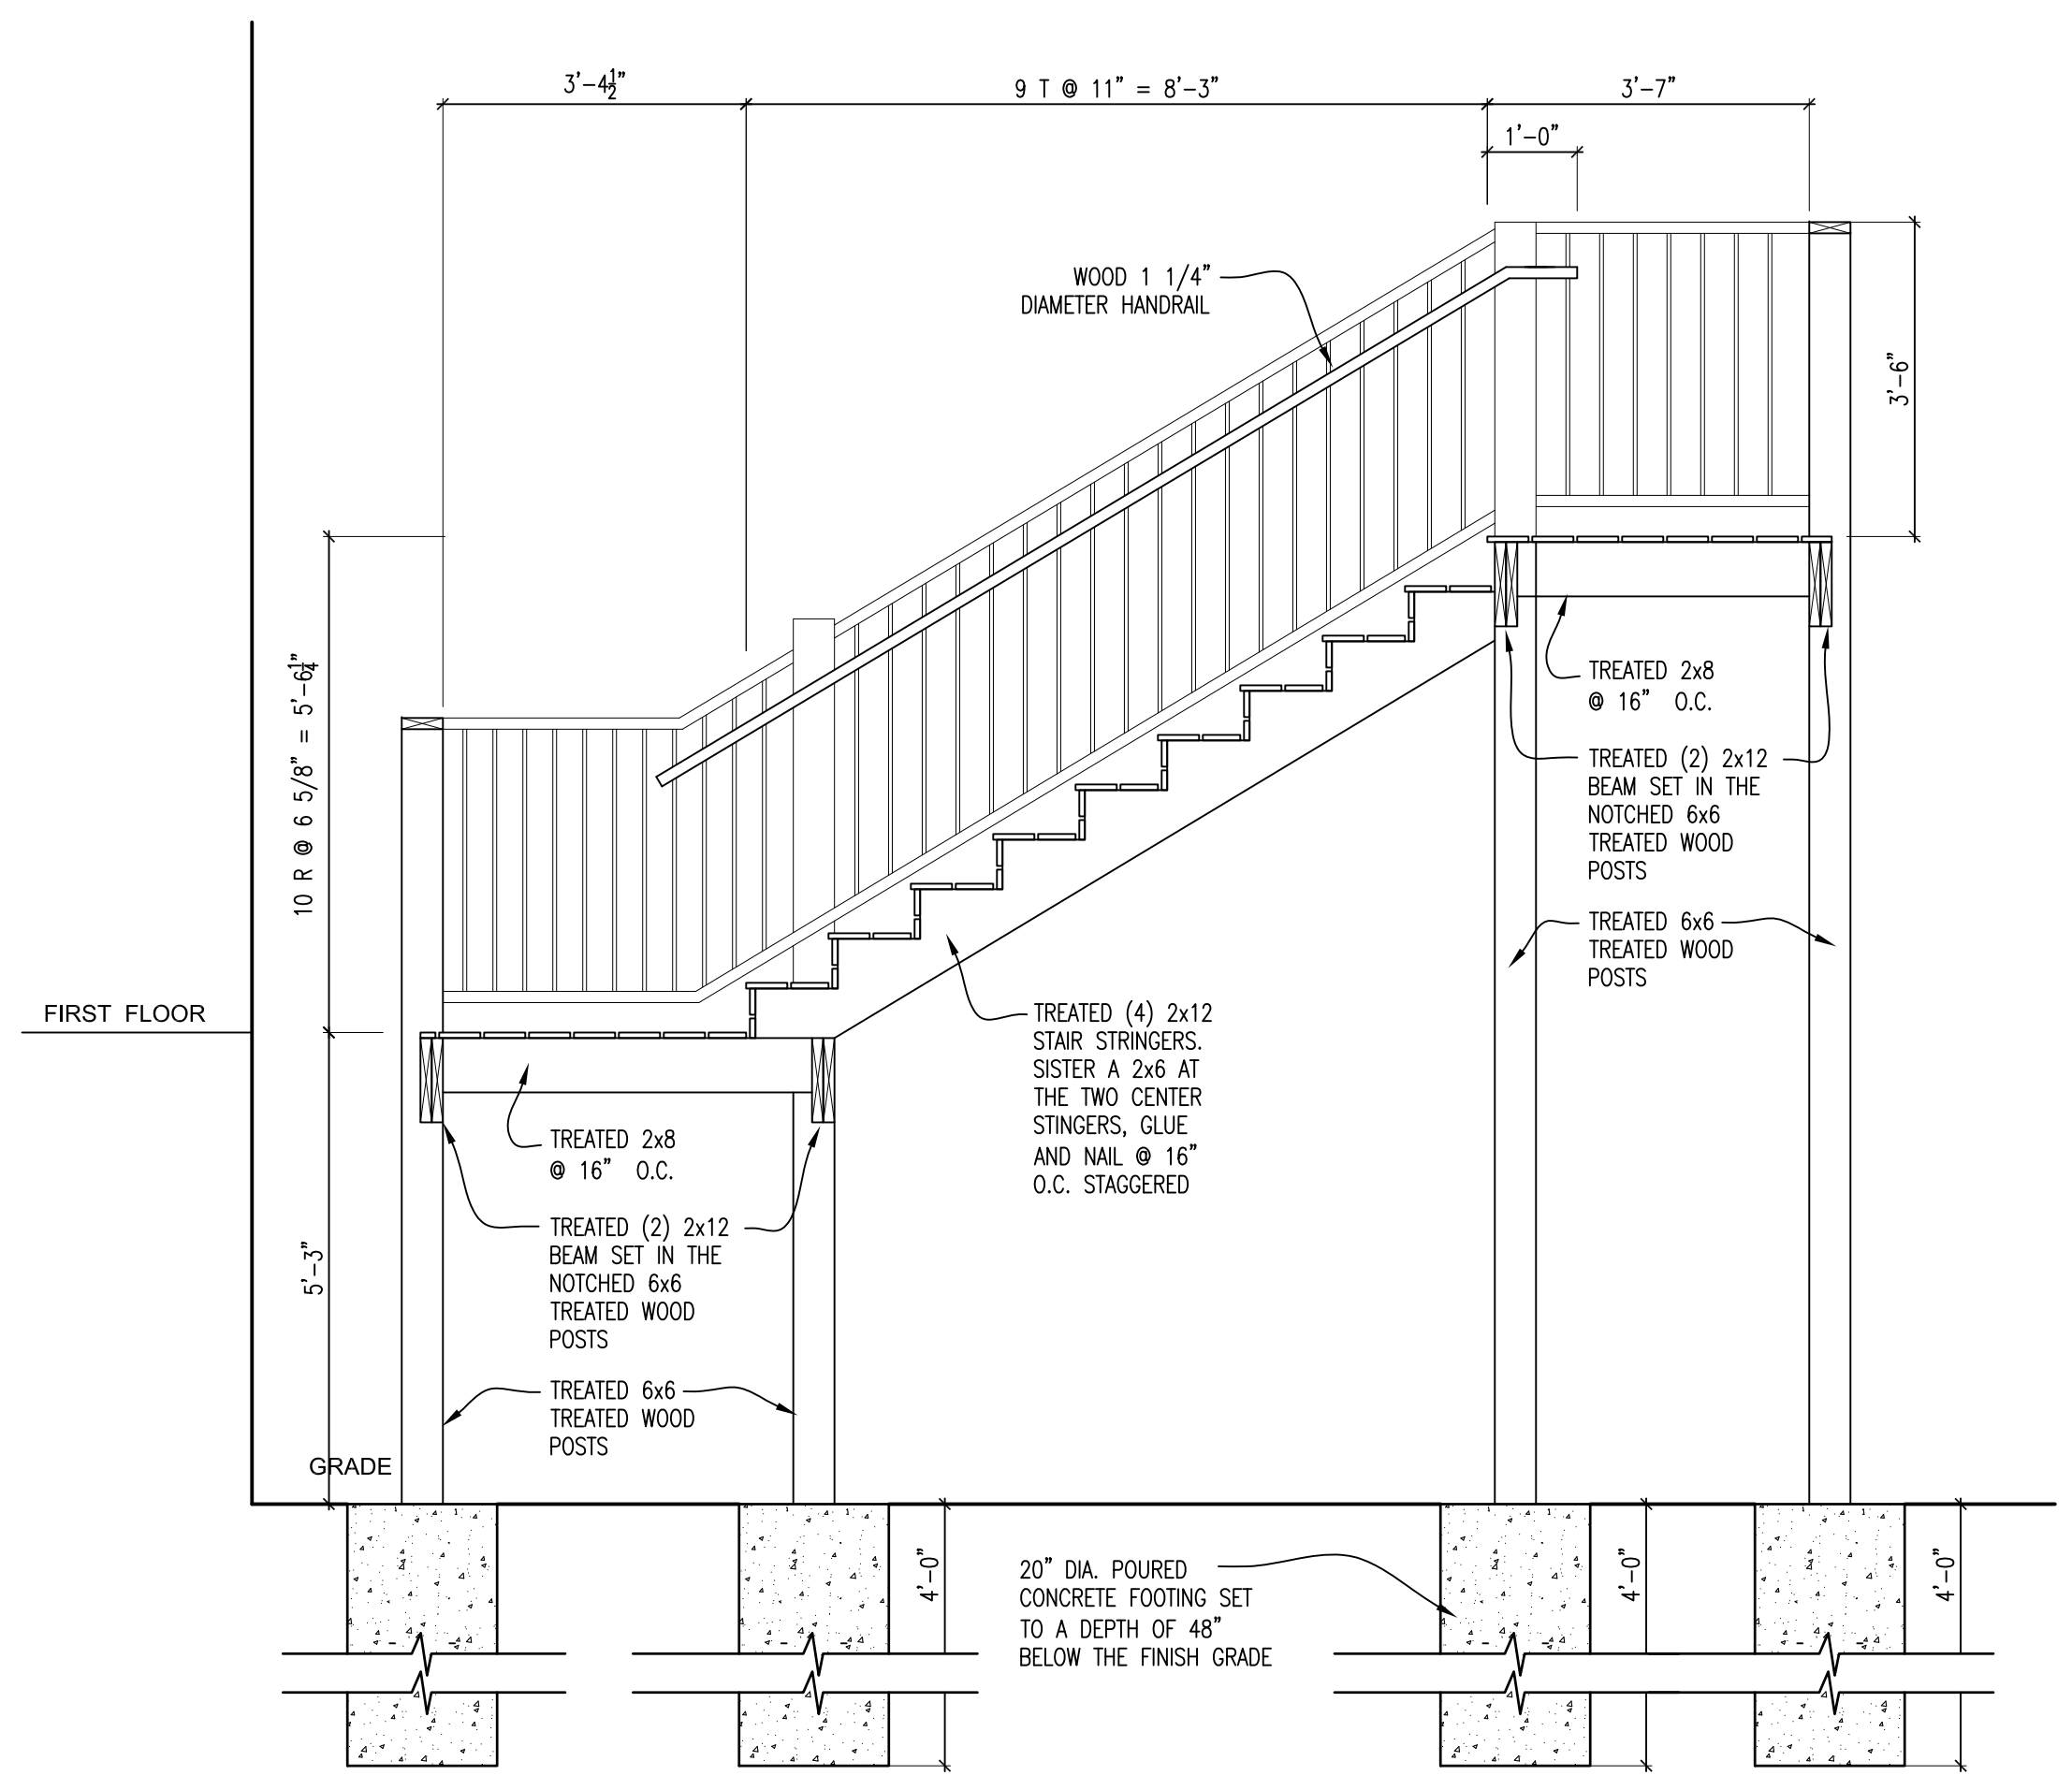 3'-4½"
9 T @ 11" = 8'-3"
3'-7"
1'-0"
WOOD 1 1/4"
DIAMETER HANDRAIL
3'-6"
10 R @ 6 5/8" = 5'-6¼"
TREATED 2x8
@ 16" O.C.
TREATED (2) 2x12
BEAM SET IN THE
NOTCHED 6x6
TREATED WOOD
POSTS
TREATED 6x6
TREATED WOOD
POSTS
FIRST FLOOR
TREATED (4) 2x12
STAIR STRINGERS.
SISTER A 2x6 AT
THE TWO CENTER
STINGERS, GLUE
AND NAIL @ 16"
O.C. STAGGERED
TREATED 2x8
@ 16" O.C.
TREATED (2) 2x12
BEAM SET IN THE
NOTCHED 6x6
TREATED WOOD
POSTS
5'-3"
TREATED 6x6
TREATED WOOD
POSTS
GRADE
4'-0"
20" DIA. POURED
CONCRETE FOOTING SET
TO A DEPTH OF 48"
BELOW THE FINISH GRADE
4'-0"
4'-0"